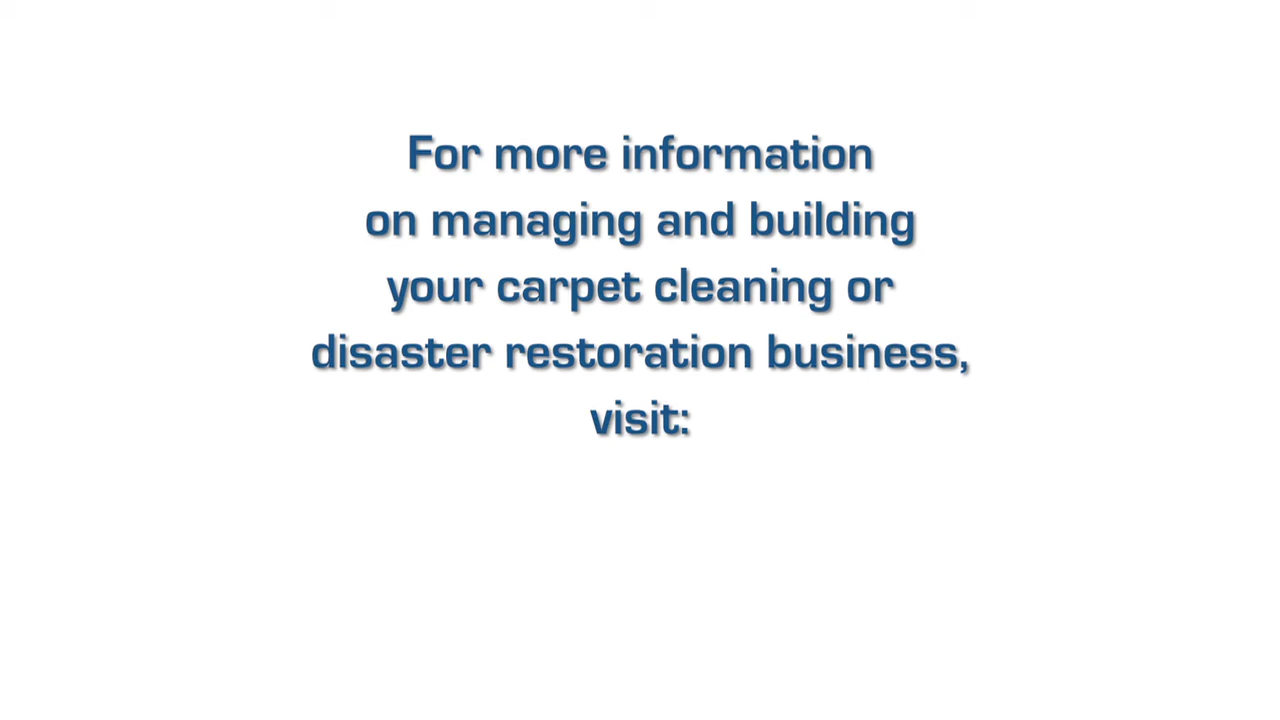 For more information
on managing and building
your carpet cleaning or
disaster restoration business,
visit: